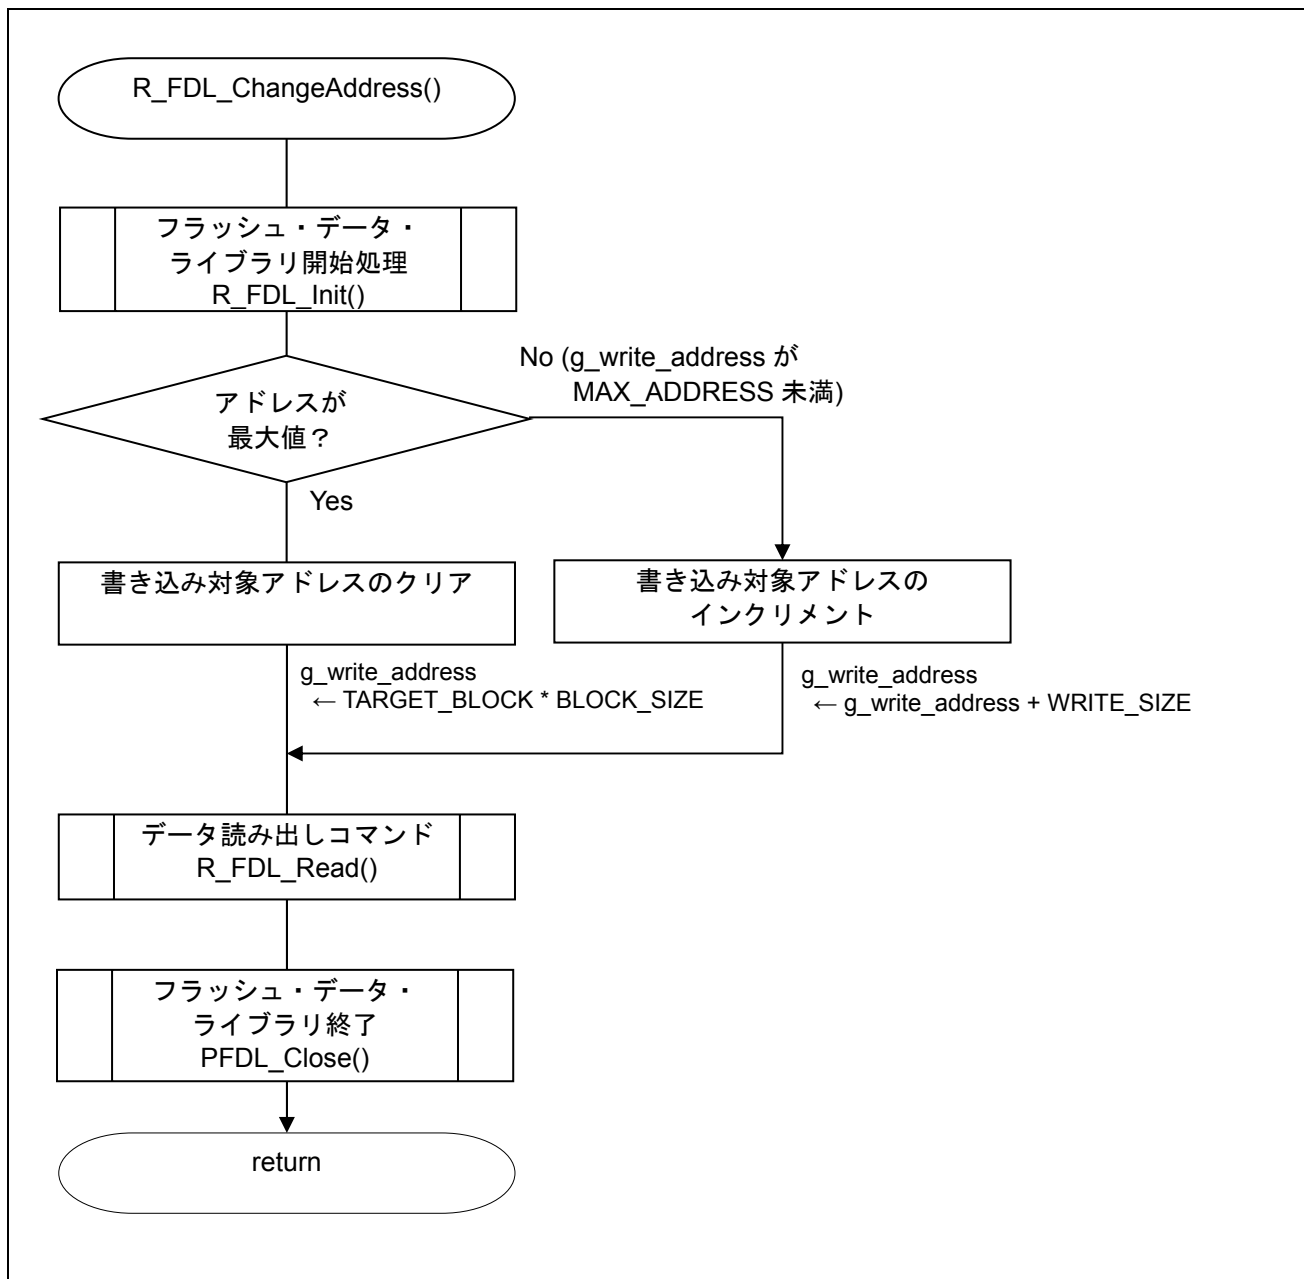 R_FDL_ChangeAddress()
フラッシュ・データ・
ライブラリ開始処理
R_FDL_Init()
No (g_write_address が
MAX_ADDRESS 未満)
アドレスが
最大値？
Yes
書き込み対象アドレスのクリア
書き込み対象アドレスの
インクリメント
g_write_address
← TARGET_BLOCK * BLOCK_SIZE
g_write_address
← g_write_address + WRITE_SIZE
データ読み出しコマンド
R_FDL_Read()
フラッシュ・データ・
ライブラリ終了
PFDL_Close()
return